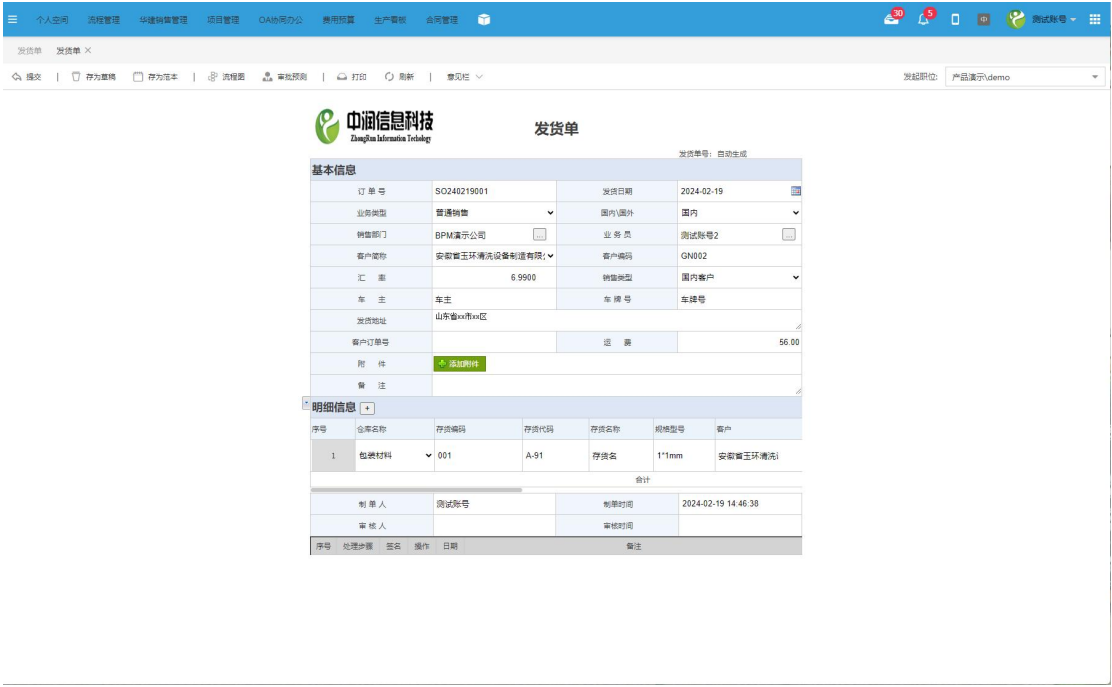 个人空间 流程管理 华建销售管理 项目管理 OA协同办公 费用预算 生产看板 合同管理 30 5 中 测试账号
发货单 发货单 ×
提交 | 存为草稿 存为范本 | 流程图 审批预测 | 打印 刷新 | 意见栏 发起职位: 产品演示\demo
中润信息科技
ZhongRun Information Techology
发货单
发货单号: 自动生成
基本信息
订 单 号 SO240219001 发货日期 2024-02-19
业务类型 普通销售 国内\国外 国内
销售部门 BPM演示公司 ... 业 务 员 测试账号2 ...
客户简称 安徽省玉环清洗设备制造有限 客户编码 GN002
汇 率 6.9900 销售类型 国内客户
车 主 车主 车 牌 号 车牌号
发货地址 山东省xx市xx区
客户订单号 运 费 56.00
附 件 添加附件
备 注
明细信息 +
序号 仓库名称 存货编码 存货代码 存货名称 规格型号 客户
1 包装材料 001 A-91 存货名 1*1mm 安徽省玉环清洗
合计
制 单 人 测试账号 制单时间 2024-02-19 14:46:38
审 核 人 审核时间
序号 处理步骤 签名 操作 日期 备注